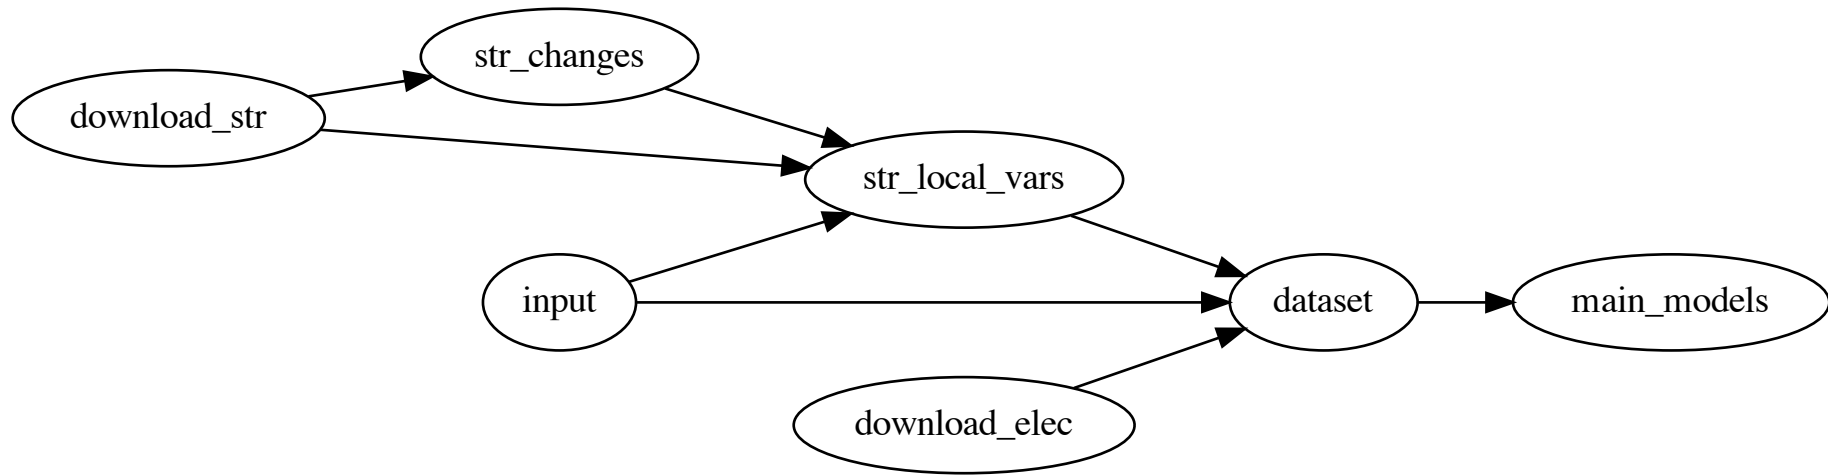 str_changes
download_str
str_local_vars
input
dataset
main_models
download_elec